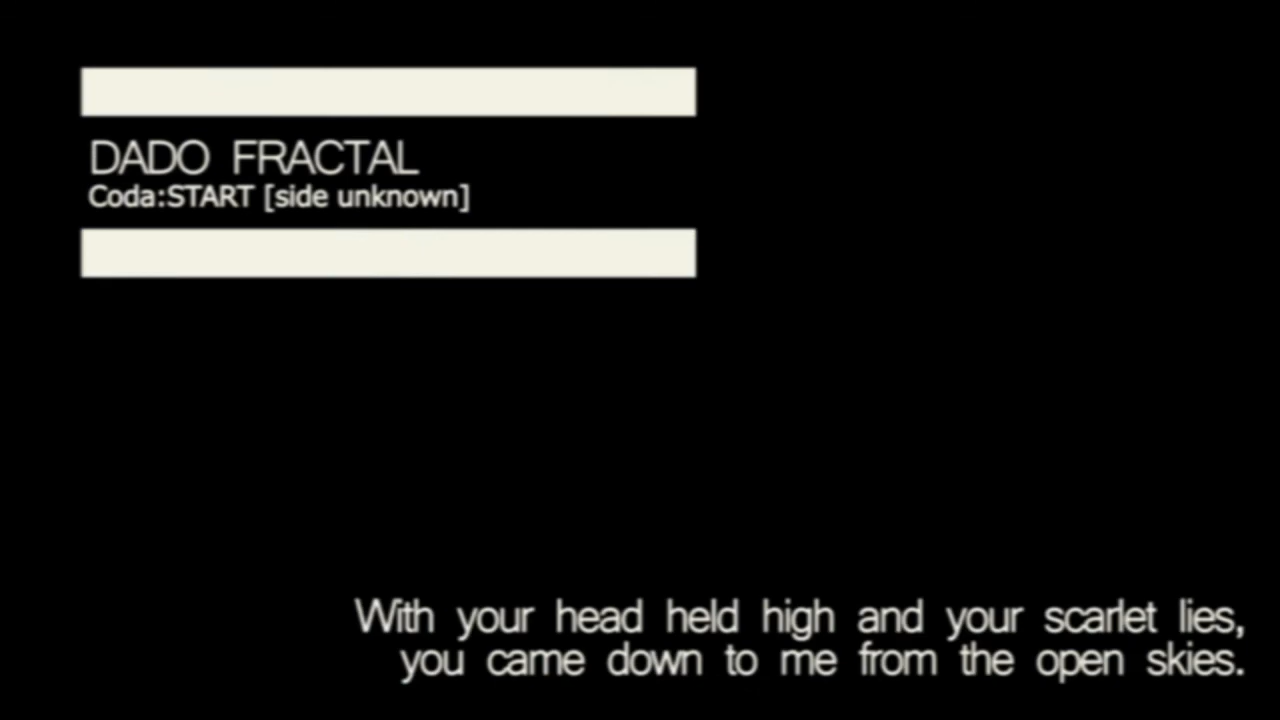 DADO FRACTAL
Coda:START [side unknown]
With your head held high and your scarlet lies,
you came down to me from the open skies.